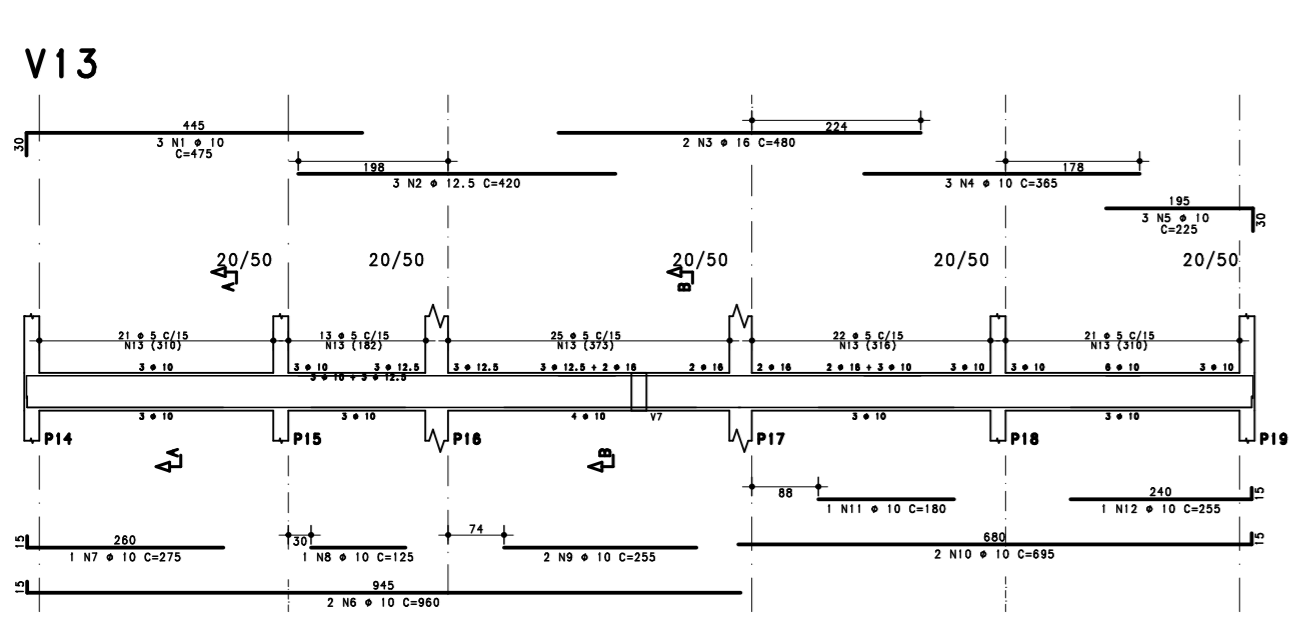 V13
445
30
3 N1 ϕ 10
C=475
224
2 N3 ϕ 16 C=480
198
3 N2 ϕ 12.5 C=420
178
3 N4 ϕ 10 C=365
195
30
3 N5 ϕ 10
C=225
20/50 20/50 20/50 20/50 20/50
A B
21 ϕ 5 C/15 13 ϕ 5 C/15 25 ϕ 5 C/15 22 ϕ 5 C/15 21 ϕ 5 C/15
N13 (310) N13 (182) N13 (373) N13 (316) N13 (310)
3 ϕ 10 3 ϕ 10 3 ϕ 12.5 3 ϕ 12.5 3 ϕ 12.5 + 2 ϕ 16 2 ϕ 16 2 ϕ 16 2 ϕ 16 + 3 ϕ 10 3 ϕ 10 3 ϕ 10 6 ϕ 10 3 ϕ 10
3 ϕ 10 + 3 ϕ 12.5
3 ϕ 10 3 ϕ 10 4 ϕ 10 V7 3 ϕ 10 3 ϕ 10
P14 P15 P16 P17 P18 P19
A B
88
1 N11 ϕ 10 C=180
240
15
1 N12 ϕ 10 C=255
15
260
1 N7 ϕ 10 C=275
30
1 N8 ϕ 10 C=125
74
2 N9 ϕ 10 C=255
680
15
2 N10 ϕ 10 C=695
15
945
2 N6 ϕ 10 C=960